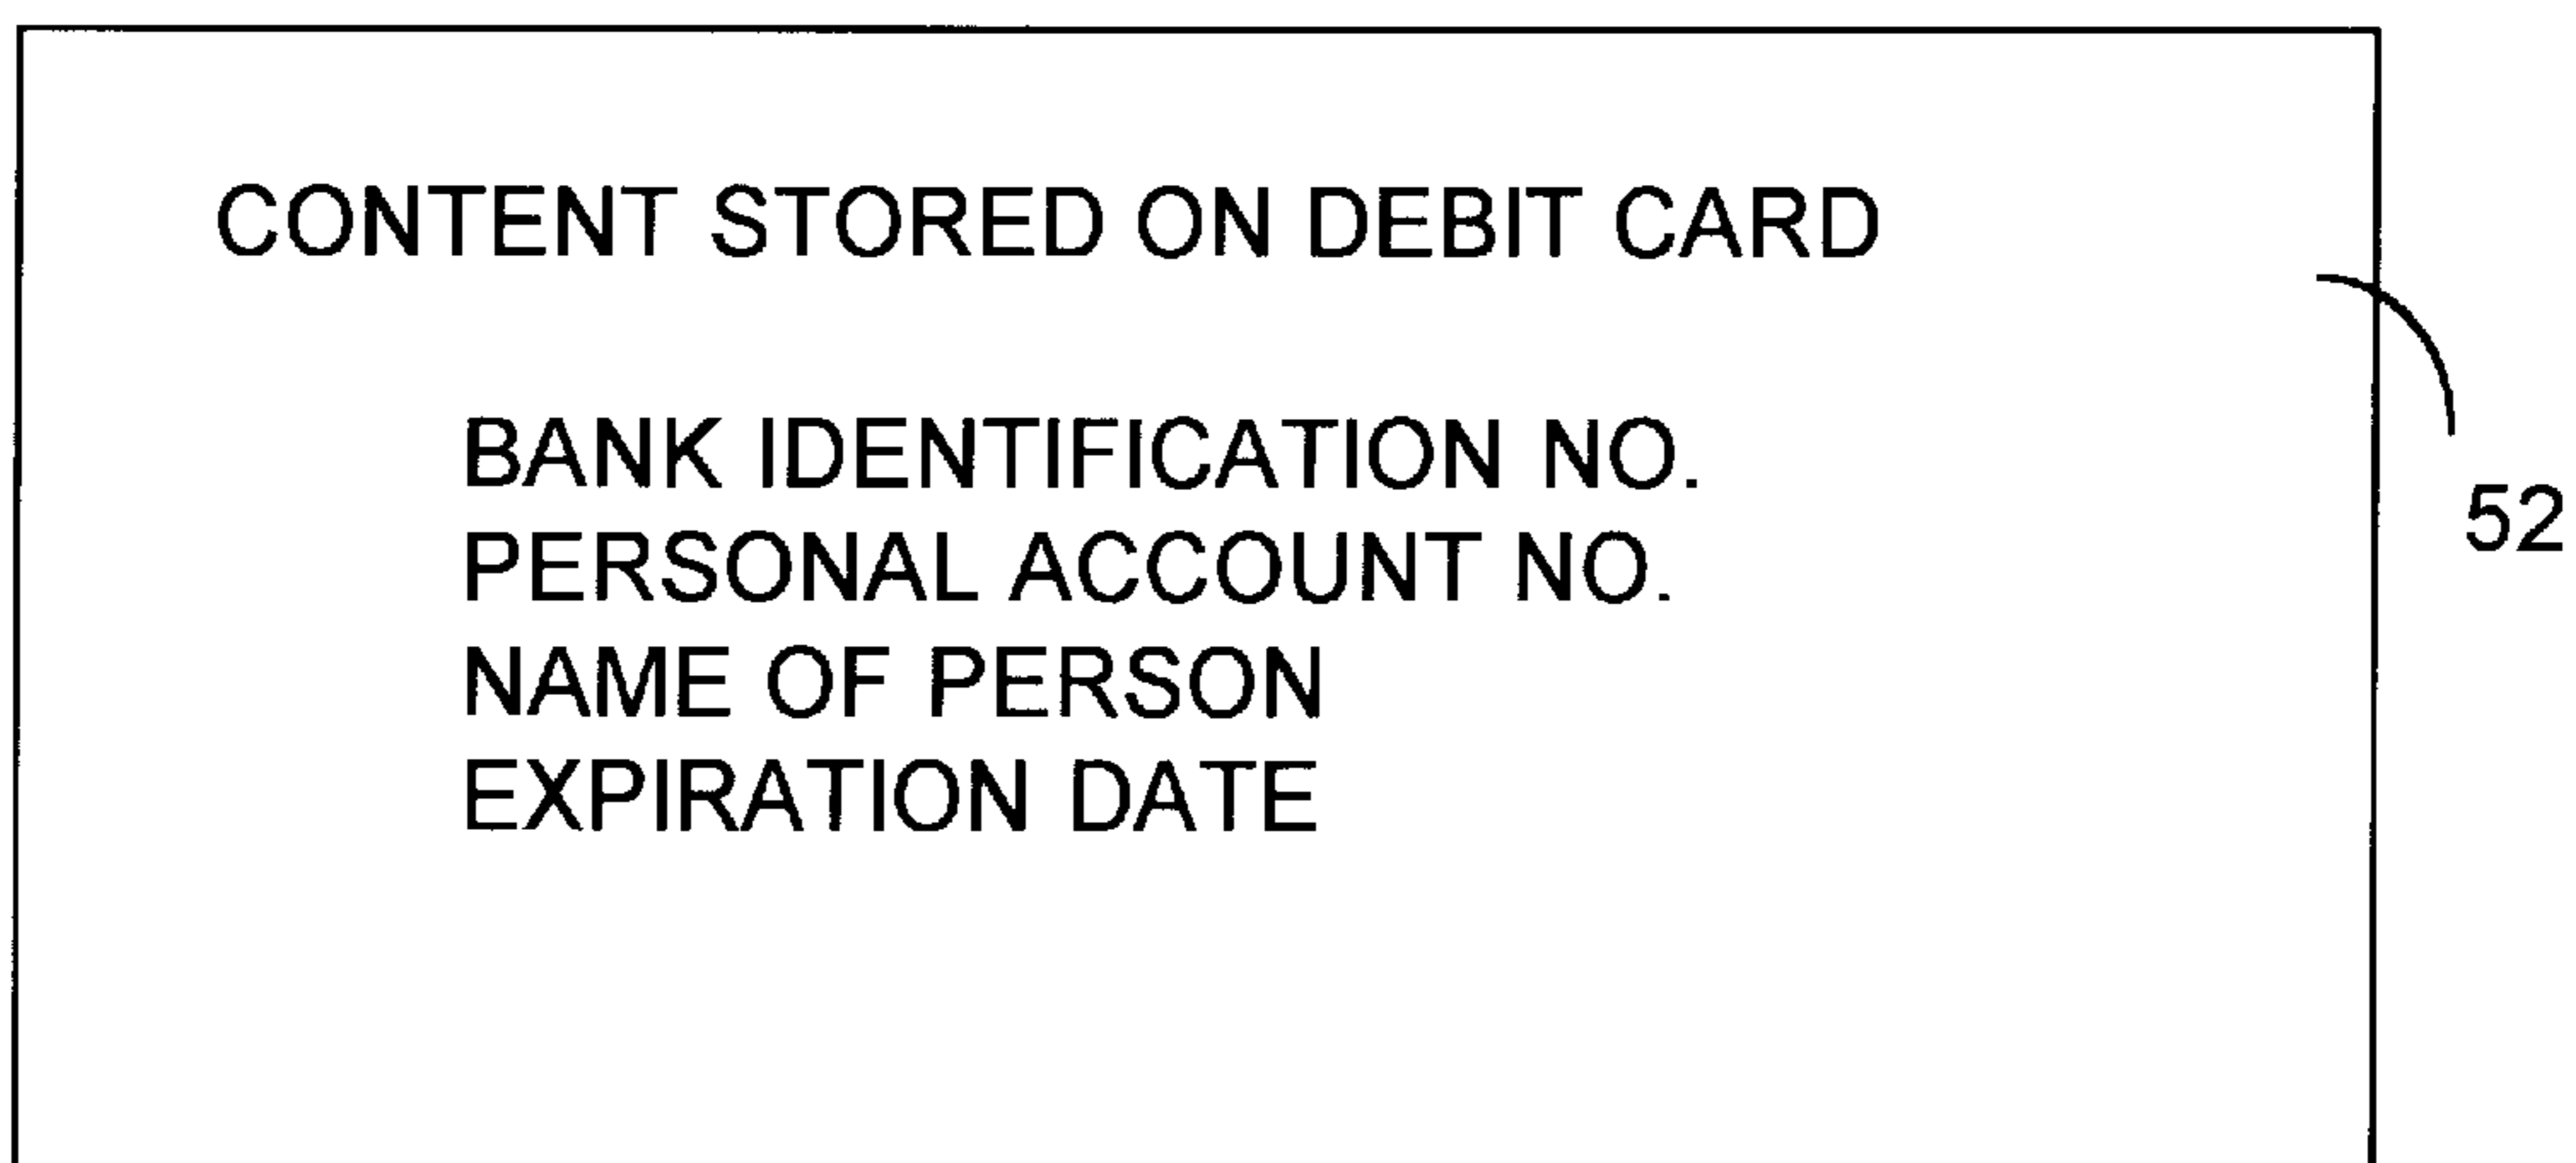 CONTENT STORED ON DEBIT CARD
BANK IDENTIFICATION NO.
52
PERSONAL ACCOUNT NO.
NAME OF PERSON
EXPIRATION DATE